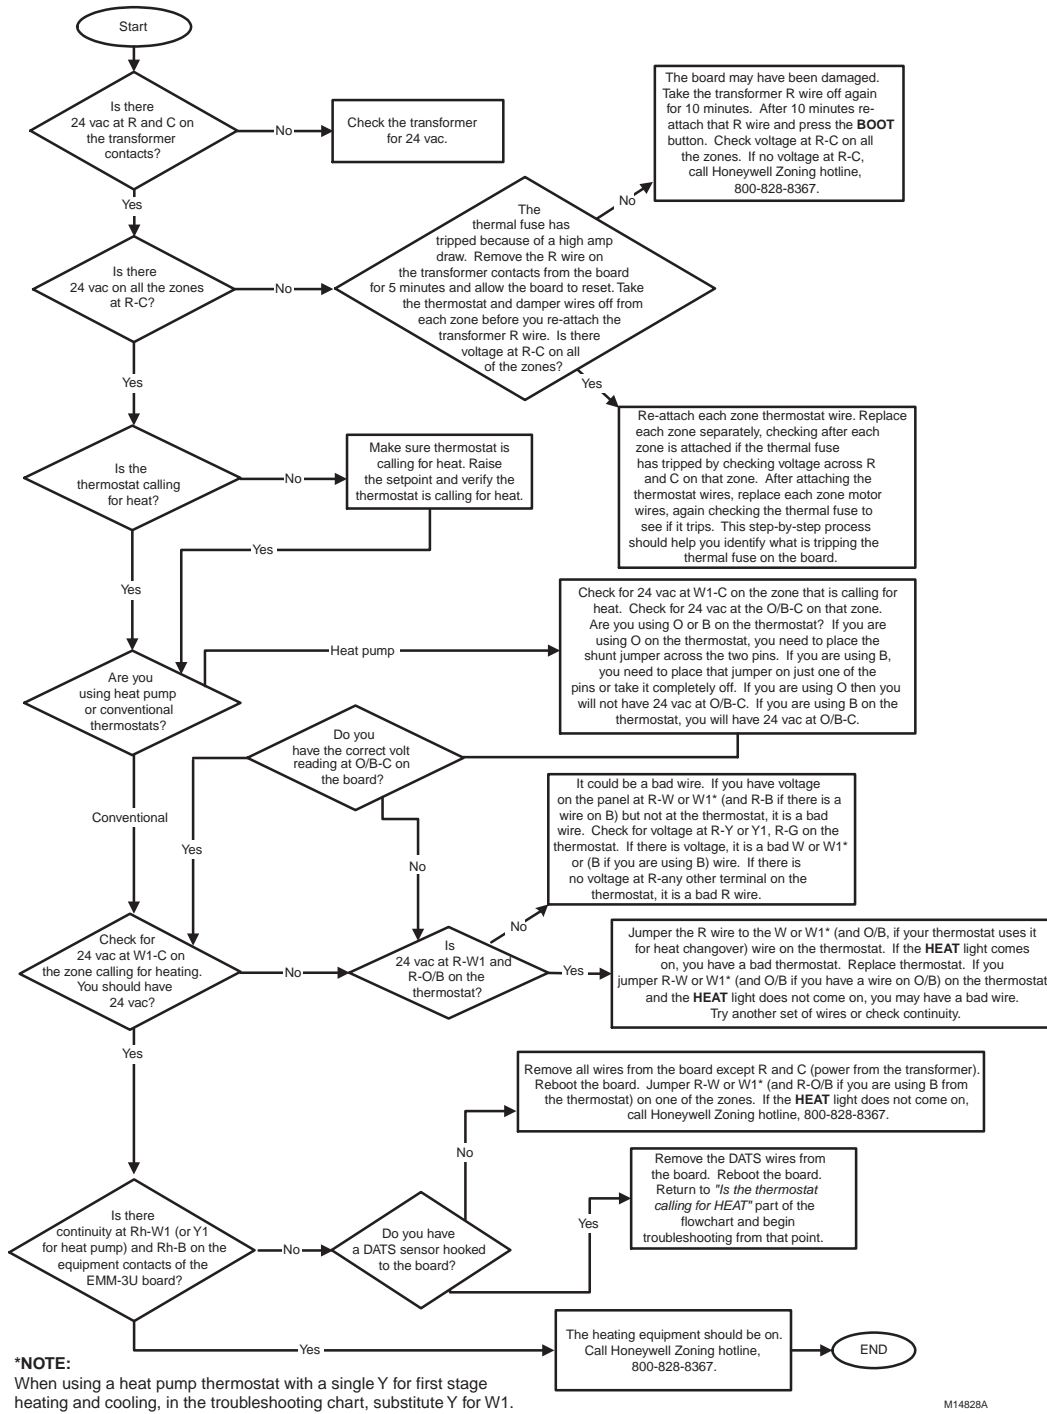 Start
Is there
24 vac at R and C on
the transformer
contacts?
No
Check the transformer
for 24 vac.
The board may have been damaged.
Take the transformer R wire off again
for 10 minutes. After 10 minutes re-
attach that R wire and press the BOOT
button. Check voltage at R-C on all
the zones. If no voltage at R-C,
call Honeywell Zoning hotline,
800-828-8367.
Yes
No
Is there
24 vac on all the zones
at R-C?
No
The
thermal fuse has
tripped because of a high amp
draw. Remove the R wire on
the transformer contacts from the board
for 5 minutes and allow the board to reset. Take
the thermostat and damper wires off from
each zone before you re-attach the
transformer R wire. Is there
voltage at R-C on all
of the zones?
Yes
Yes
Re-attach each zone thermostat wire. Replace
each zone separately, checking after each
zone is attached if the thermal fuse
has tripped by checking voltage across R
and C on that zone. After attaching the
thermostat wires, replace each zone motor
wires, again checking the thermal fuse to
see if it trips. This step-by-step process
should help you identify what is tripping the
thermal fuse on the board.
Is the
thermostat calling
for heat?
No
Make sure thermostat is
calling for heat. Raise
the setpoint and verify the
thermostat is calling for heat.
Yes
Yes
Are you
using heat pump
or conventional
thermostats?
Heat pump
Check for 24 vac at W1-C on the zone that is calling for
heat. Check for 24 vac at the O/B-C on that zone.
Are you using O or B on the thermostat? If you are
using O on the thermostat, you need to place the
shunt jumper across the two pins. If you are using B,
you need to place that jumper on just one of the
pins or take it completely off. If you are using O then you
will not have 24 vac at O/B-C. If you are using B on the
thermostat, you will have 24 vac at O/B-C.
Do you
have the correct volt
reading at O/B-C on
the board?
Conventional
Yes
No
It could be a bad wire. If you have voltage
on the panel at R-W or W1* (and R-B if there is a
wire on B) but not at the thermostat, it is a bad
wire. Check for voltage at R-Y or Y1, R-G on the
thermostat. If there is voltage, it is a bad W or W1*
or (B if you are using B) wire. If there is
no voltage at R-any other terminal on the
thermostat, it is a bad R wire.
Check for
24 vac at W1-C on
the zone calling for heating.
You should have
24 vac?
No
Is
24 vac at R-W1 and
R-O/B on the
thermostat?
No
Yes
Jumper the R wire to the W or W1* (and O/B, if your thermostat uses it
for heat changover) wire on the thermostat. If the HEAT light comes
on, you have a bad thermostat. Replace thermostat. If you
jumper R-W or W1* (and O/B if you have a wire on O/B) on the thermostat
and the HEAT light does not come on, you may have a bad wire.
Try another set of wires or check continuity.
Yes
Remove all wires from the board except R and C (power from the transformer).
Reboot the board. Jumper R-W or W1* (and R-O/B if you are using B from
the thermostat) on one of the zones. If the HEAT light does not come on,
call Honeywell Zoning hotline, 800-828-8367.
No
Is there
continuity at Rh-W1 (or Y1
for heat pump) and Rh-B on the
equipment contacts of the
EMM-3U board?
No
Do you have
a DATS sensor hooked
to the board?
Yes
Remove the DATS wires from
the board. Reboot the board.
Return to "Is the thermostat
calling for HEAT" part of the
flowchart and begin
troubleshooting from that point.
Yes
The heating equipment should be on.
Call Honeywell Zoning hotline,
800-828-8367.
END
*NOTE:
When using a heat pump thermostat with a single Y for first stage
heating and cooling, in the troubleshooting chart, substitute Y for W1.
M14828A